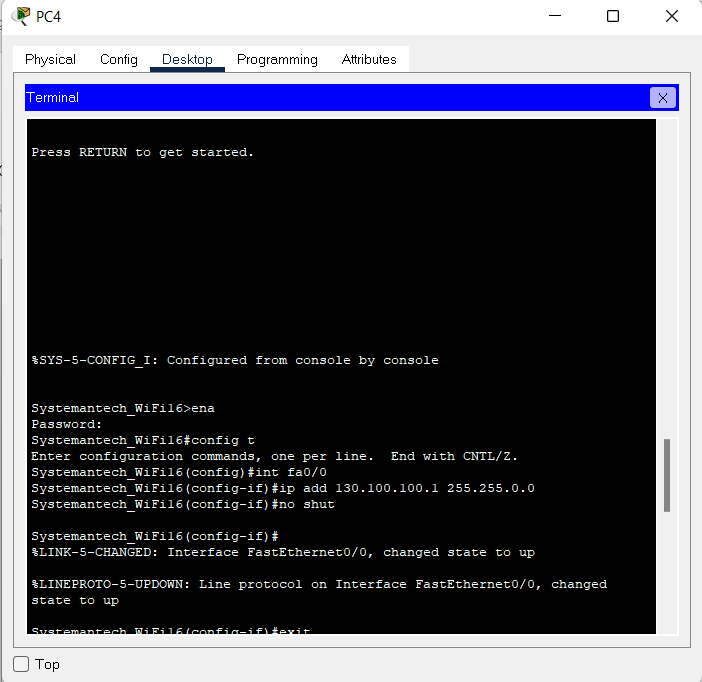 PC4
Physical Config Desktop Programming Attributes
Terminal X
Press RETURN to get started.
%SYS-5-CONFIG_I: Configured from console by console
Systemantech_WiFi16>ena
Password:
Systemantech_WiFi16#config t
Enter configuration commands, one per line.  End with CNTL/Z.
Systemantech_WiFi16(config)#int fa0/0
Systemantech_WiFi16(config-if)#ip add 130.100.100.1 255.255.0.0
Systemantech_WiFi16(config-if)#no shut
Systemantech_WiFi16(config-if)#
%LINK-5-CHANGED: Interface FastEthernet0/0, changed state to up
%LINEPROTO-5-UPDOWN: Line protocol on Interface FastEthernet0/0, changed
state to up
Systemantech_WiFi16(config-if)#exit
Top